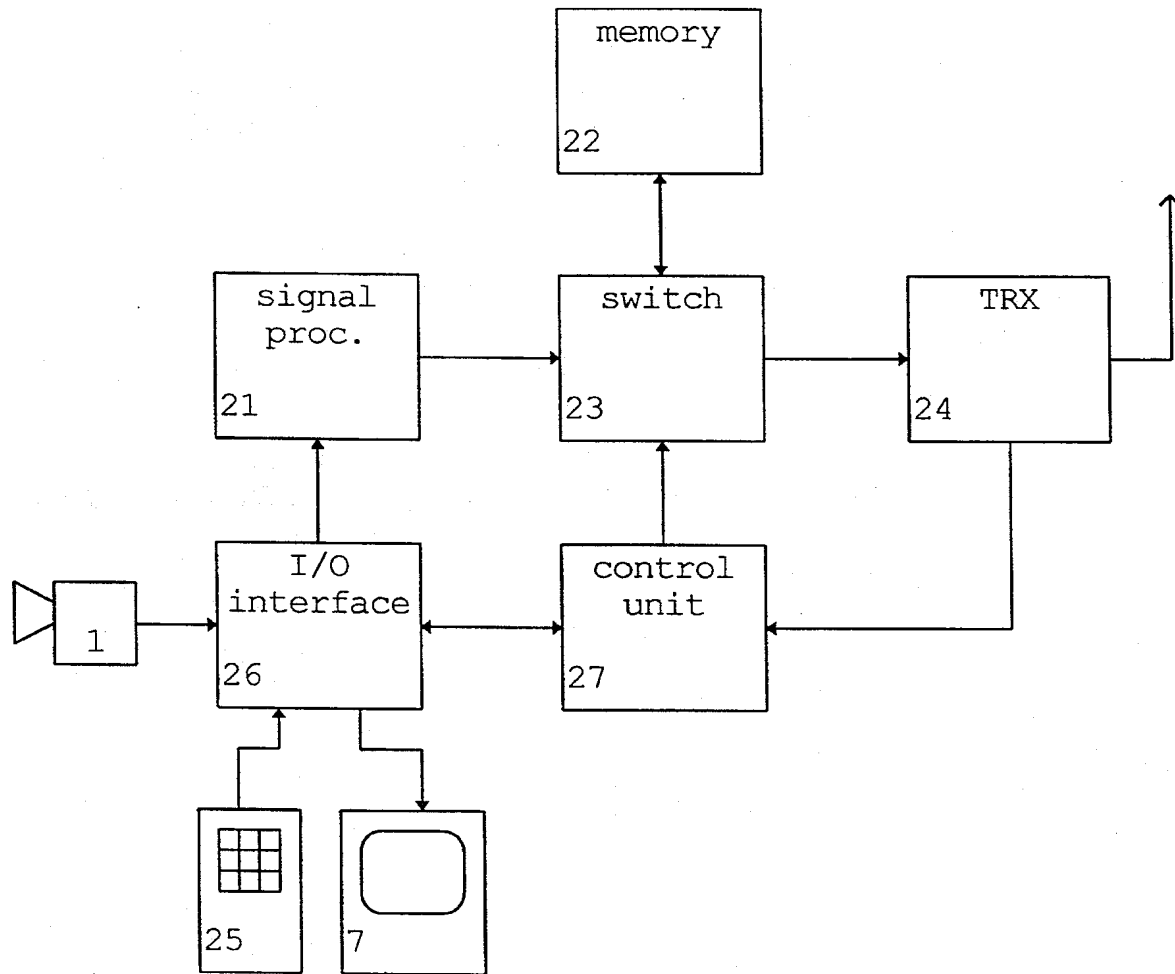 memory
22
signal
proc.
21
switch
23
TRX
24
I/O
interface
26
control
unit
27
1
25
7